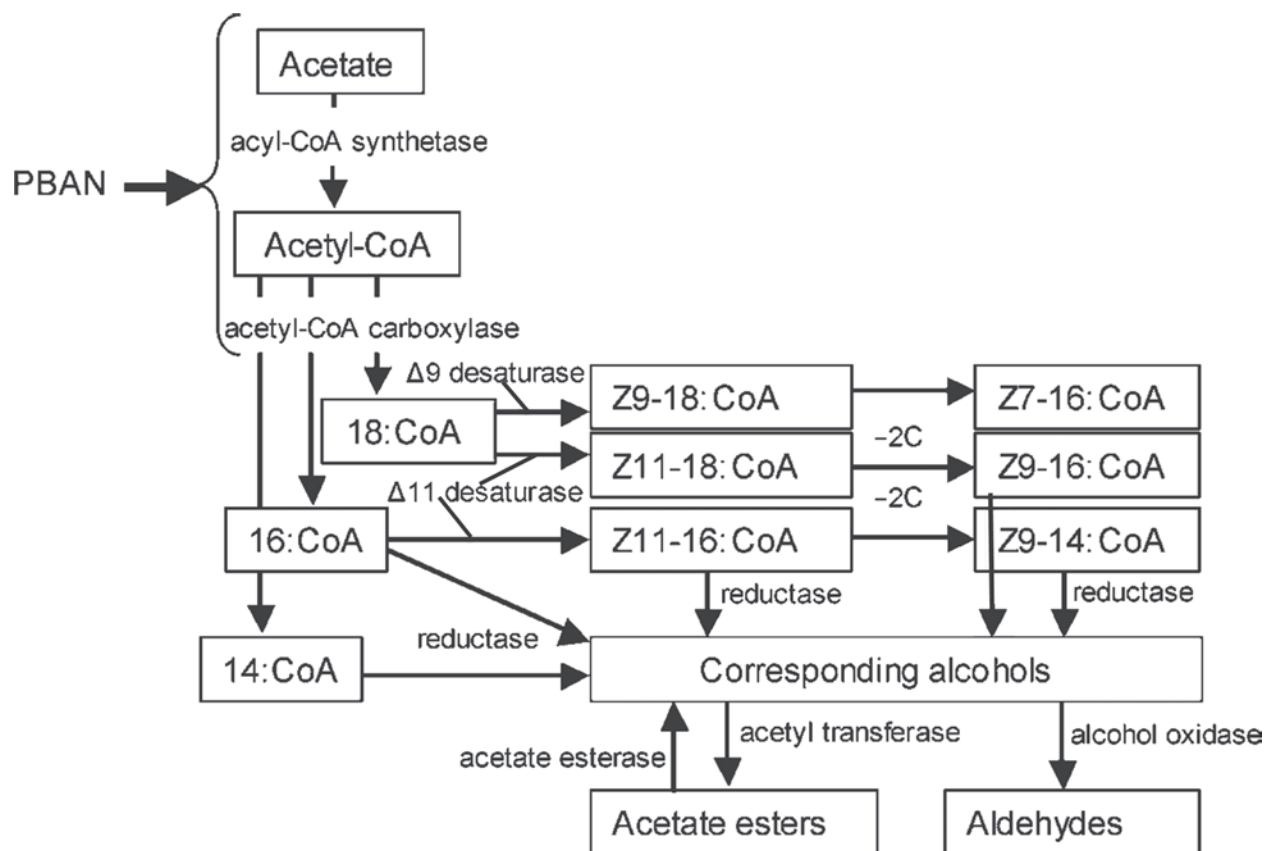 Acetate
acyl-CoA synthetase
PBAN
Acetyl-CoA
acetyl-CoA carboxylase
Δ9 desaturase
Z9-18:CoA
Z7-16:CoA
18:CoA
–2C
Z11-18:CoA
Z9-16:CoA
Δ11 desaturase
–2C
16:CoA
Z11-16:CoA
Z9-14:CoA
reductase
reductase
reductase
14:CoA
Corresponding alcohols
acetyl transferase
alcohol oxidase
acetate esterase
Acetate esters
Aldehydes